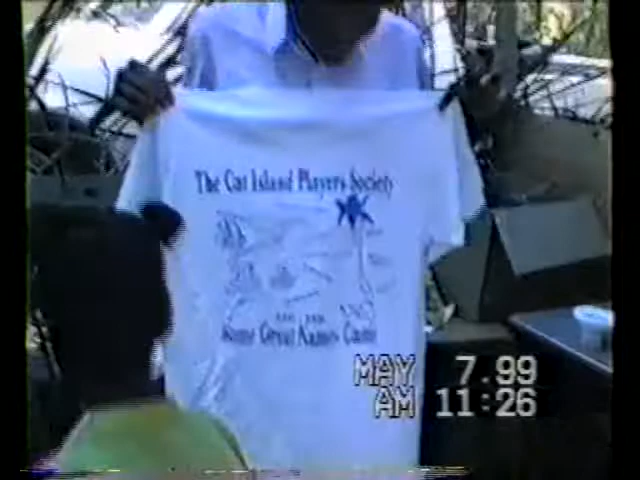 The Cat Island Players Society
Some Great Names Came
MAY 7.99
AM 11:26